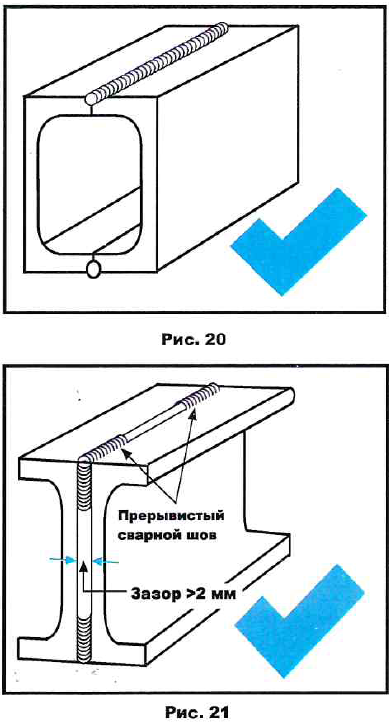 Рис. 20
Прерывистый
сварной шов
Зазор >2 мм
Рис. 21